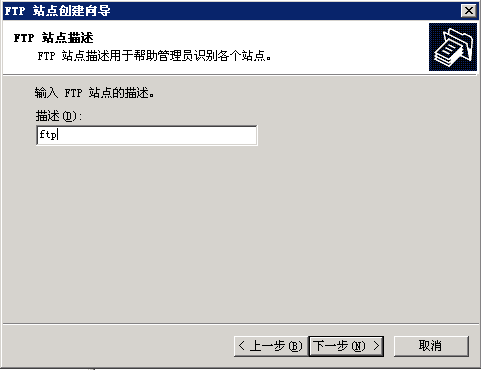 FTP 站点创建向导
FTP 站点描述
FTP 站点描述用于帮助管理员识别各个站点。
输入 FTP 站点的描述。
描述(D):
ftp
< 上一步(B) 下一步(N) > 取消